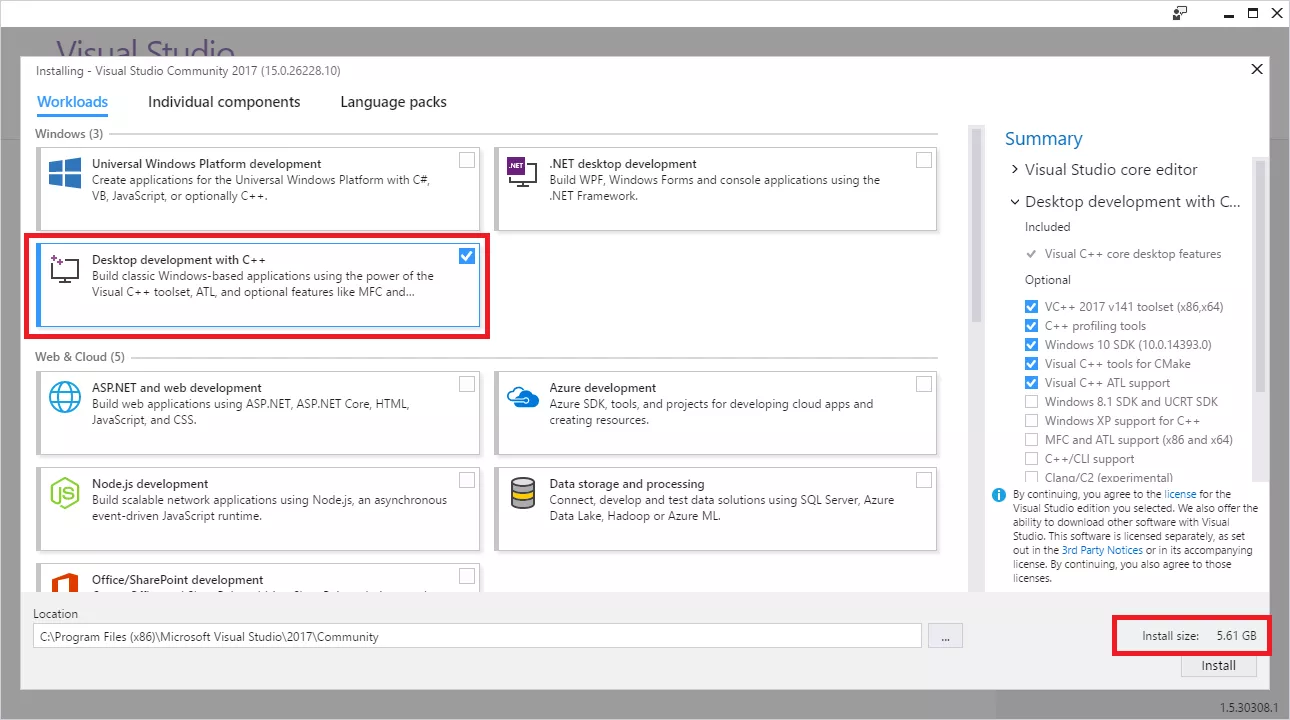 Visual Studio
Installing - Visual Studio Community 2017 (15.0.26228.10)
Workloads
Individual components
Language packs
Windows (3)
Universal Windows Platform development
Create applications for the Universal Windows Platform with C#,
VB, JavaScript, or optionally C++.
.NET
.NET desktop development
Build WPF, Windows Forms and console applications using the
.NET Framework.
Desktop development with C++
Build classic Windows-based applications using the power of the
Visual C++ toolset, ATL, and optional features like MFC and...
Web & Cloud (5)
ASP.NET and web development
Build web applications using ASP.NET, ASP.NET Core, HTML,
JavaScript, and CSS.
Azure development
Azure SDK, tools, and projects for developing cloud apps and
creating resources.
JS
Node.js development
Build scalable network applications using Node.js, an asynchronous
event-driven JavaScript runtime.
Data storage and processing
Connect, develop and test data solutions using SQL Server, Azure
Data Lake, Hadoop or Azure ML.
Office/SharePoint development
Summary
Visual Studio core editor
Desktop development with C...
Included
Visual C++ core desktop features
Optional
VC++ 2017 v141 toolset (x86,x64)
C++ profiling tools
Windows 10 SDK (10.0.14393.0)
Visual C++ tools for CMake
Visual C++ ATL support
Windows 8.1 SDK and UCRT SDK
Windows XP support for C++
MFC and ATL support (x86 and x64)
C++/CLI support
Clang/C2 (experimental)
By continuing, you agree to the license for the
Visual Studio edition you selected. We also offer the
ability to download other software with Visual
Studio. This software is licensed separately, as set
out in the 3rd Party Notices or in its accompanying
license. By continuing, you also agree to those
licenses.
Location
C:\Program Files (x86)\Microsoft Visual Studio\2017\Community
...
Install size: 5.61 GB
Install
1.5.30308.1